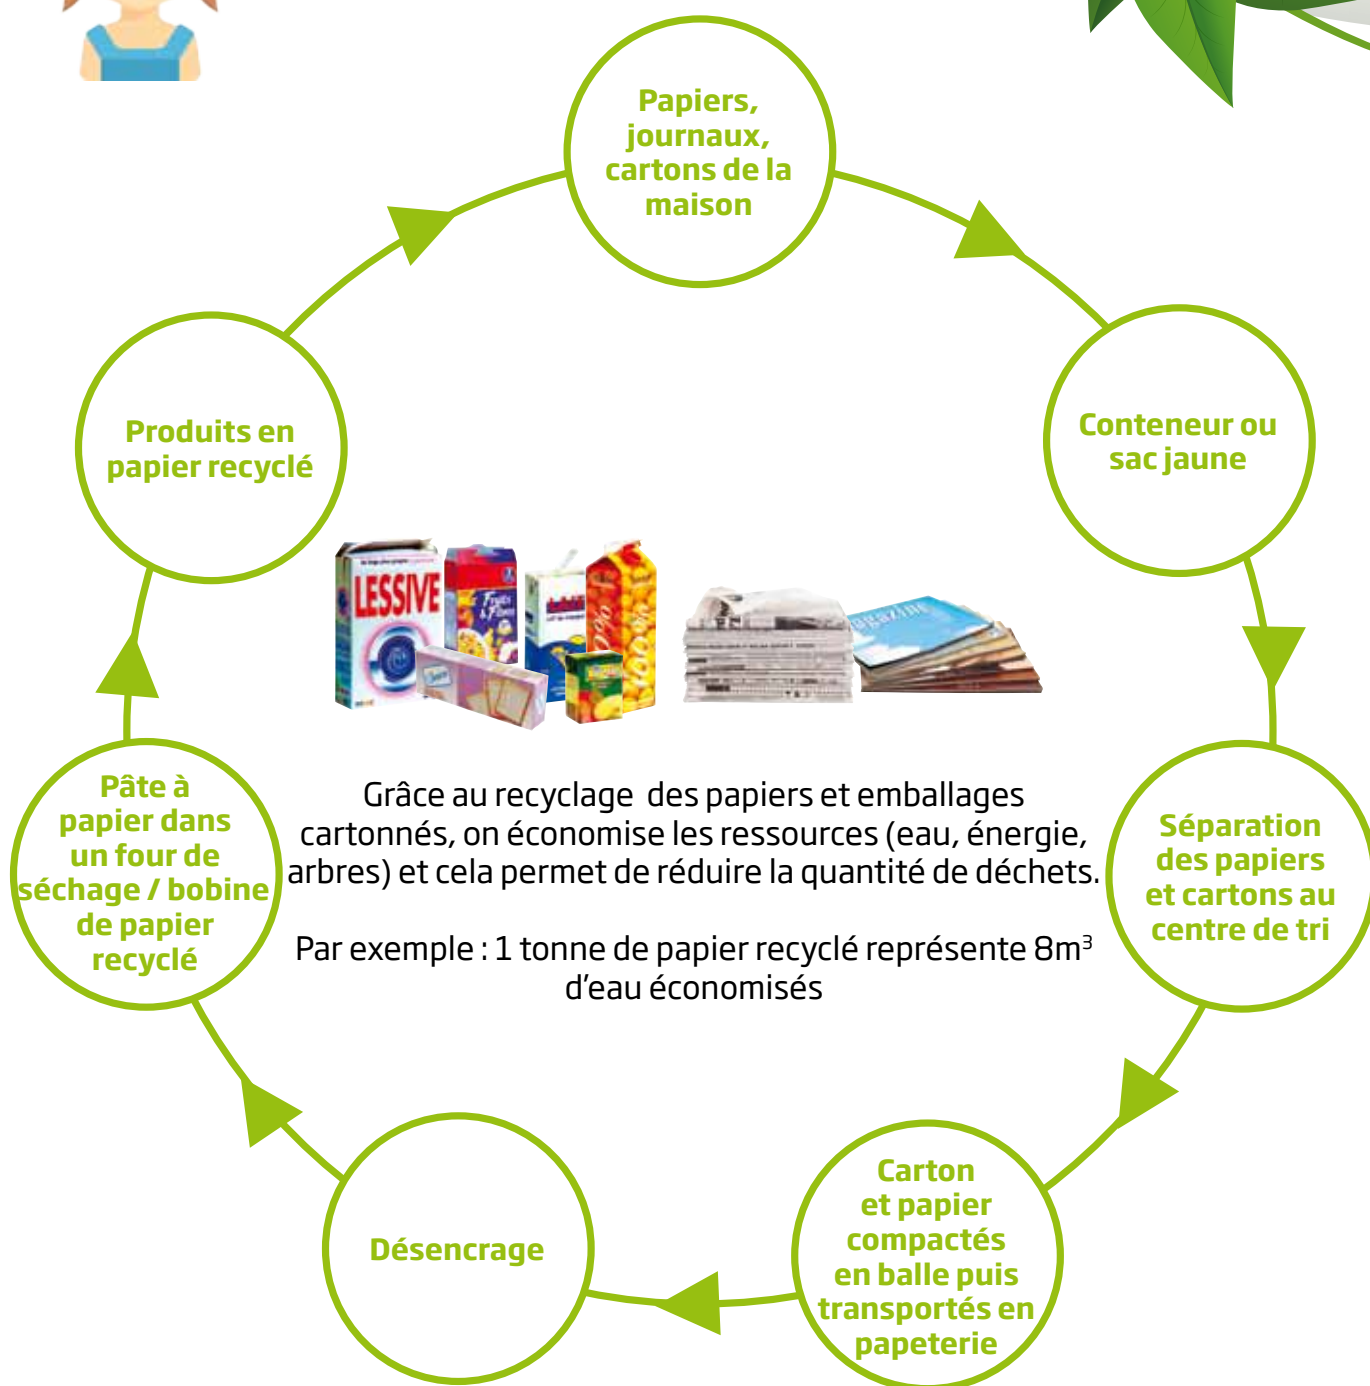 Papiers,
journaux,
cartons de la
maison
Conteneur ou
sac jaune
Séparation
des papiers
et cartons au
centre de tri
Carton
et papier
compactés
en balle puis
transportés en
papeterie
Désencrage
Pâte à
papier dans
un four de
séchage / bobine
de papier
recyclé
Produits en
papier recyclé
LESSIVE
Fruits
& Fibres
0%
magazine
Grâce au recyclage des papiers et emballages
cartonnés, on économise les ressources (eau, énergie,
arbres) et cela permet de réduire la quantité de déchets.
Par exemple : 1 tonne de papier recyclé représente 8m³
d'eau économisés